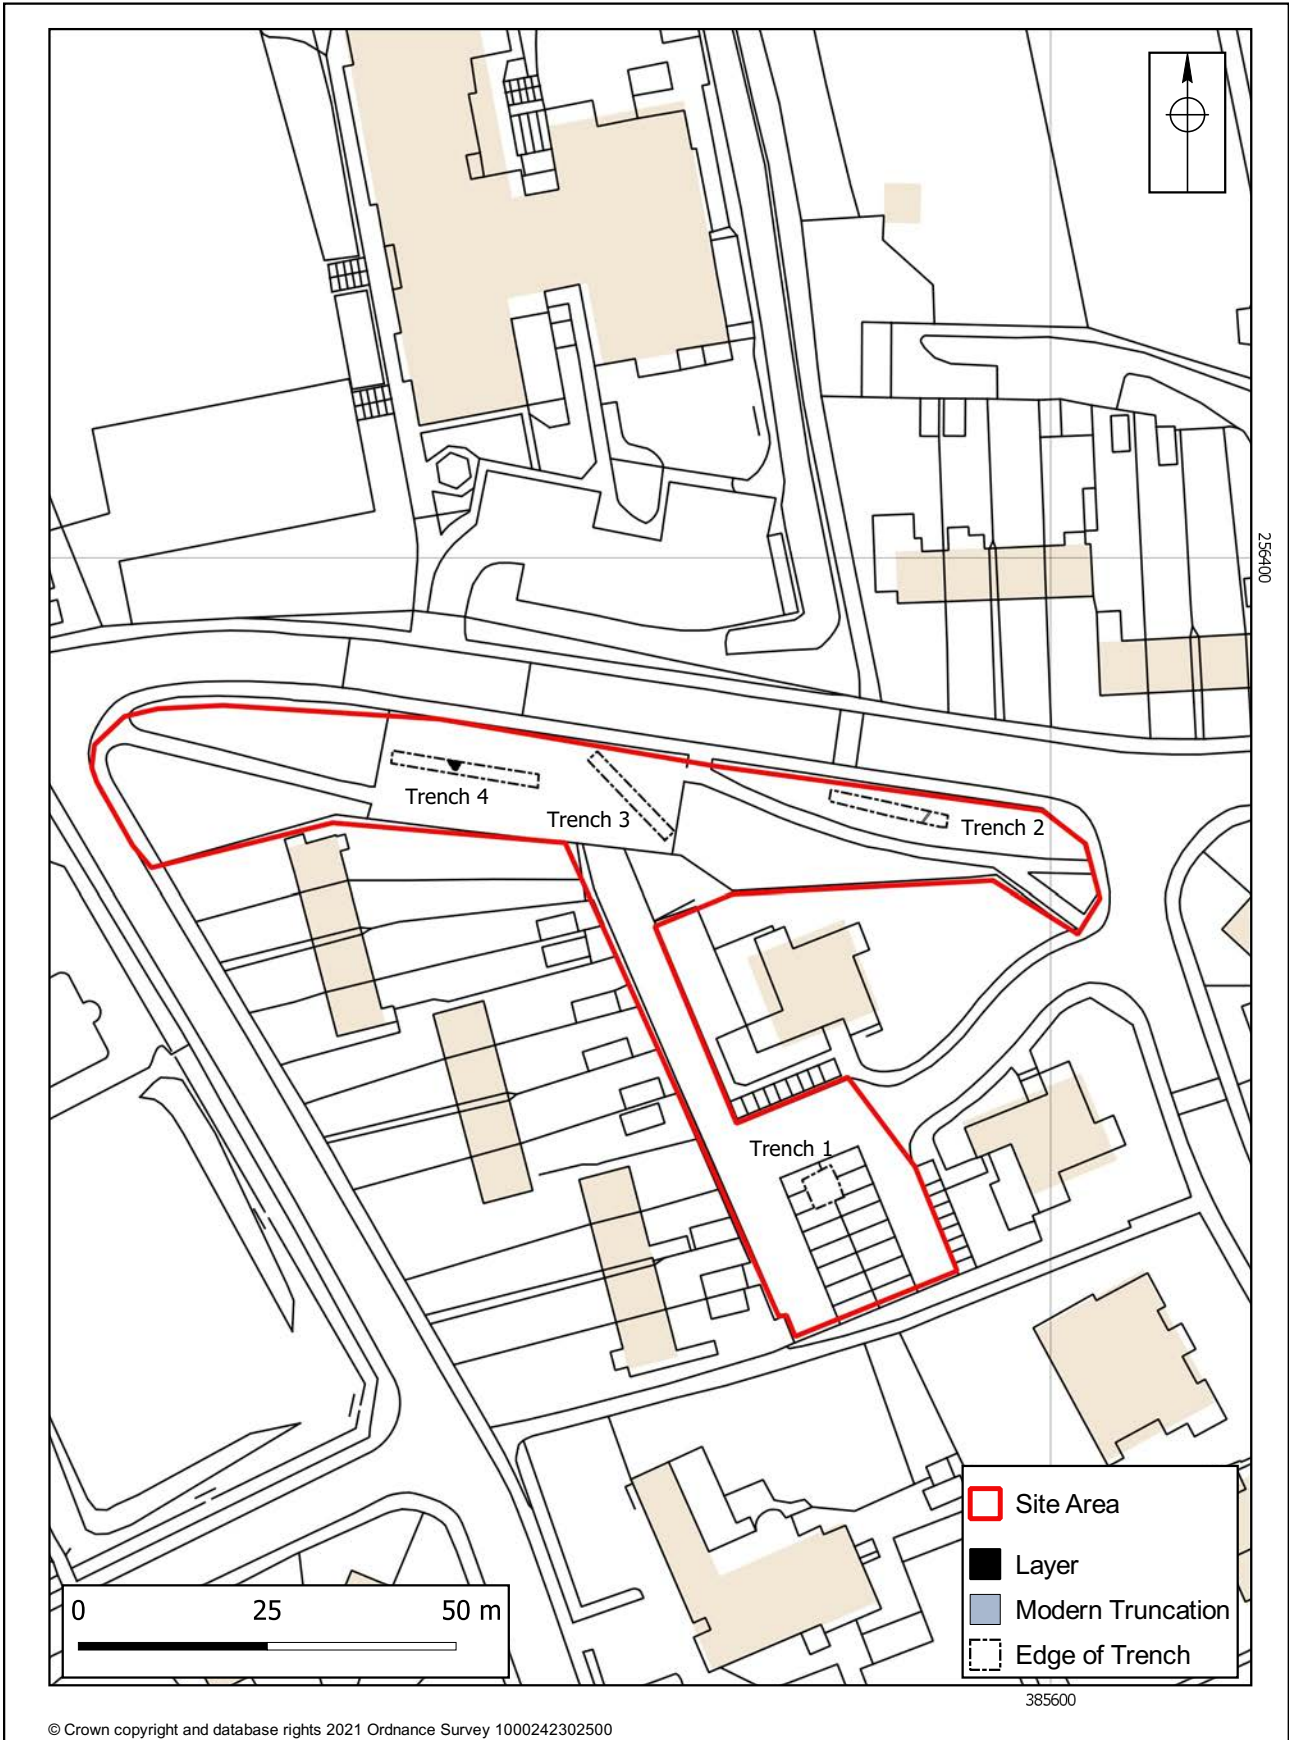 256400
Trench 4
Trench 3
Trench 2
Trench 1
Site Area
Layer
Modern Truncation
Edge of Trench
0 25 50 m
385600
© Crown copyright and database rights 2021 Ordnance Survey 1000242302500